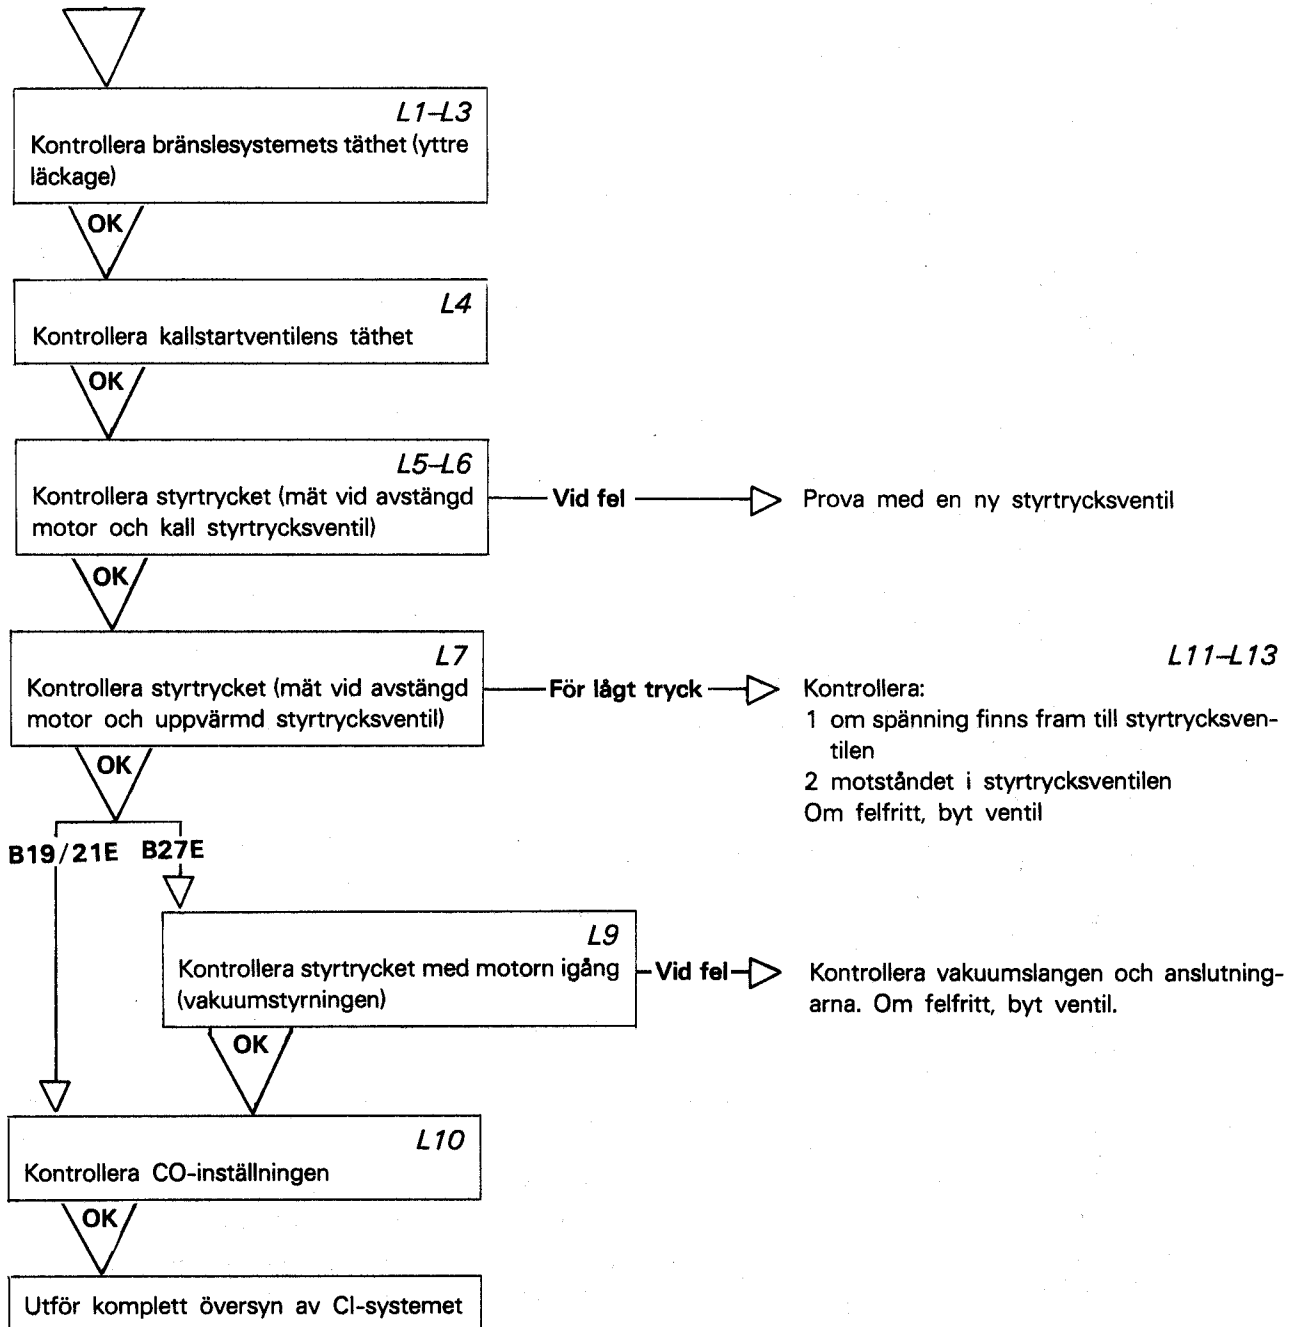 L1–L3
Kontrollera bränslesystemets täthet (yttre
läckage)
OK
L4
Kontrollera kallstartventilens täthet
OK
L5–L6
Kontrollera styrtrycket (mät vid avstängd
motor och kall styrtrycksventil)
Vid fel
Prova med en ny styrtrycksventil
OK
L7
Kontrollera styrtrycket (mät vid avstängd
motor och uppvärmd styrtrycksventil)
För lågt tryck
L11–L13
Kontrollera:
1 om spänning finns fram till styrtrycksven-
tilen
2 motståndet i styrtrycksventilen
Om felfritt, byt ventil
OK
B19/21E B27E
L9
Kontrollera styrtrycket med motorn igång
(vakuumstyrningen)
Vid fel
Kontrollera vakuumslangen och anslutning-
arna. Om felfritt, byt ventil.
OK
L10
Kontrollera CO-inställningen
OK
Utför komplett översyn av CI-systemet